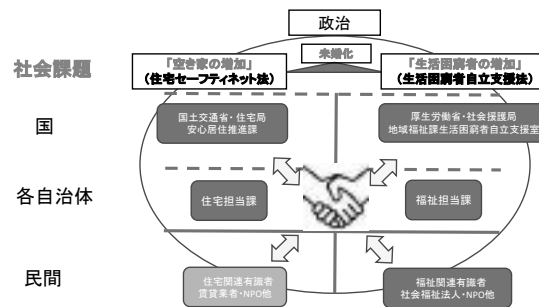 政治
未婚化
社会課題
「空き家の増加」
(住宅セーフティネット法)
「生活困窮者の増加」
(生活困窮者自立支援法)
国
国土交通省・住宅局
安心居住推進課
厚生労働省・社会援護局
地域福祉課生活困窮者自立支援室
各自治体
住宅担当課
福祉担当課
民間
住宅関連有識者
賃貸業者・NPO他
福祉関連有識者
社会福祉法人・NPO他